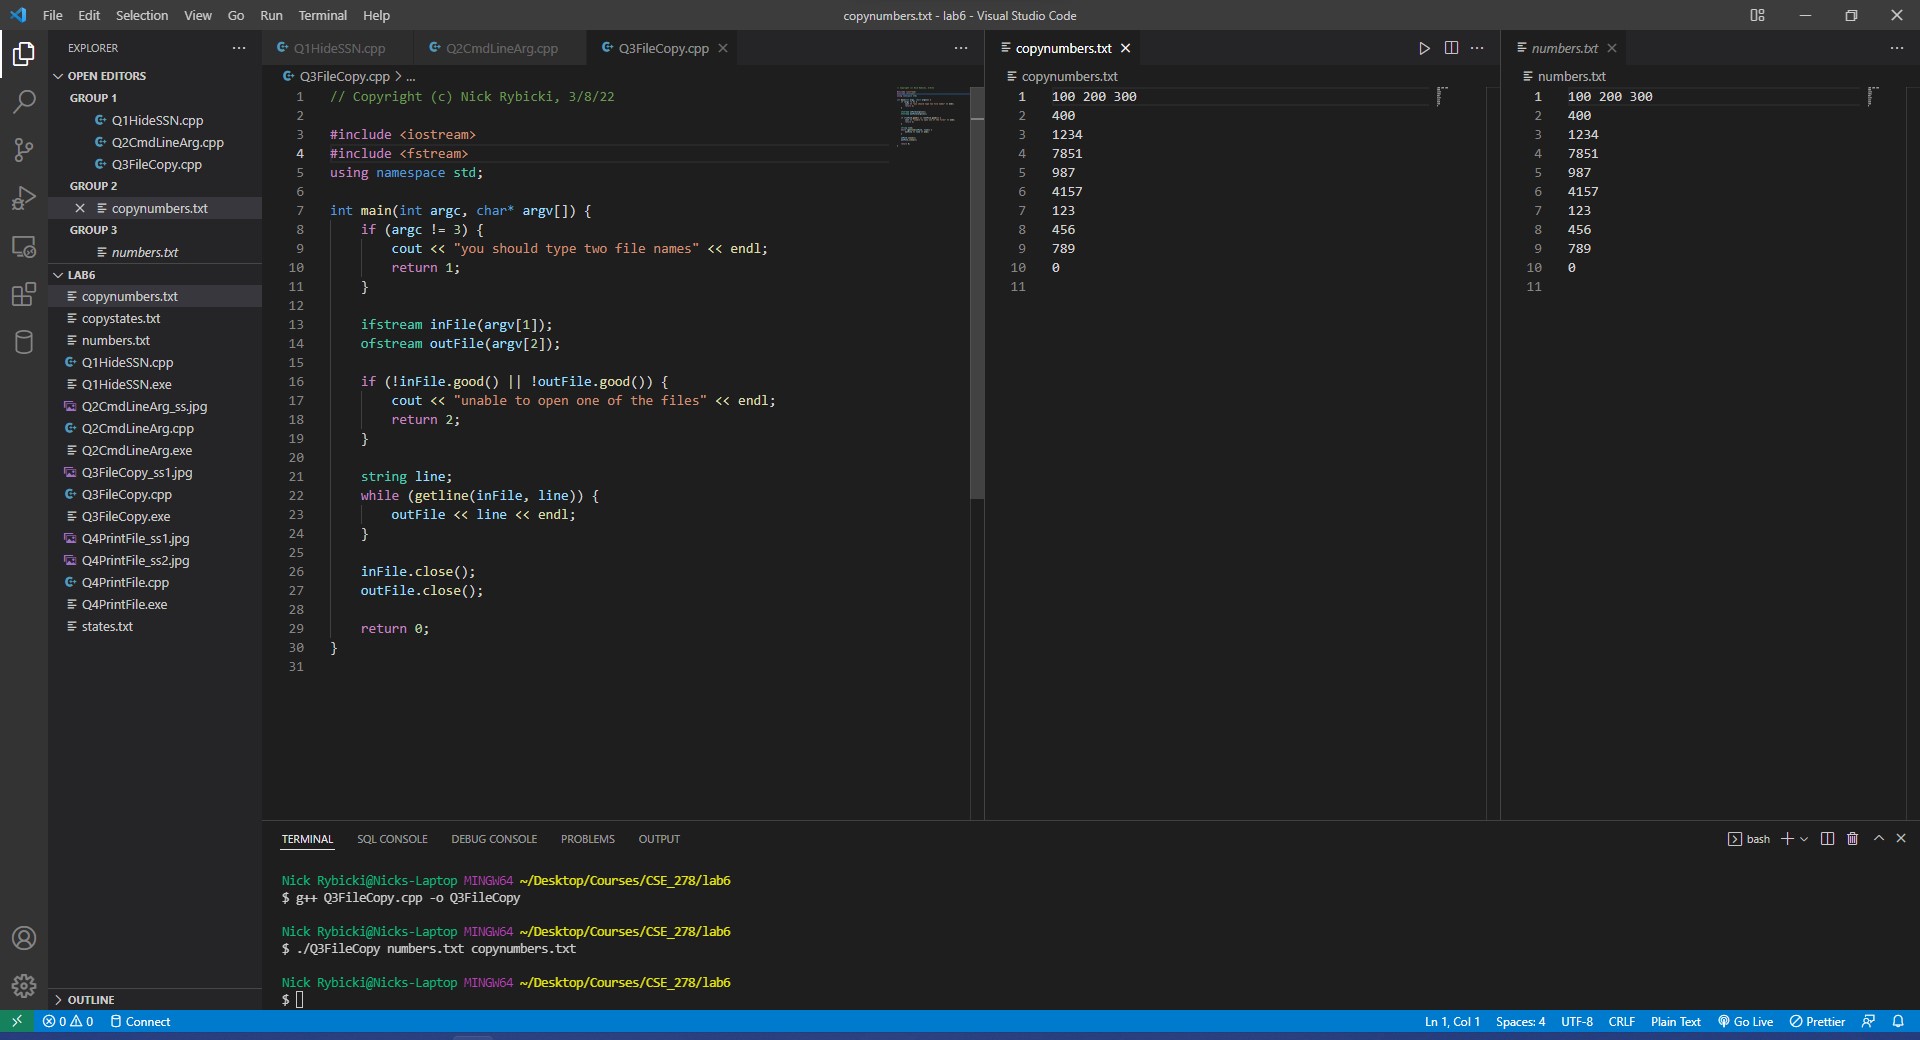 File Edit Selection View Go Run Terminal Help
copynumbers.txt - lab6 - Visual Studio Code
EXPLORER
OPEN EDITORS
GROUP 1
Q1HideSSN.cpp
Q2CmdLineArg.cpp
Q3FileCopy.cpp
GROUP 2
copynumbers.txt
GROUP 3
numbers.txt
LAB6
copynumbers.txt
copystates.txt
numbers.txt
Q1HideSSN.cpp
Q1HideSSN.exe
Q2CmdLineArg_ss.jpg
Q2CmdLineArg.cpp
Q2CmdLineArg.exe
Q3FileCopy_ss1.jpg
Q3FileCopy.cpp
Q3FileCopy.exe
Q4PrintFile_ss1.jpg
Q4PrintFile_ss2.jpg
Q4PrintFile.cpp
Q4PrintFile.exe
states.txt
OUTLINE
Q1HideSSN.cpp Q2CmdLineArg.cpp Q3FileCopy.cpp
Q3FileCopy.cpp > ...
1 // Copyright (c) Nick Rybicki, 3/8/22
2
3 #include <iostream>
4 #include <fstream>
5 using namespace std;
6
7 int main(int argc, char* argv[]) {
8 if (argc != 3) {
9 cout << "you should type two file names" << endl;
10 return 1;
11 }
12
13 ifstream inFile(argv[1]);
14 ofstream outFile(argv[2]);
15
16 if (!inFile.good() || !outFile.good()) {
17 cout << "unable to open one of the files" << endl;
18 return 2;
19 }
20
21 string line;
22 while (getline(inFile, line)) {
23 outFile << line << endl;
24 }
25
26 inFile.close();
27 outFile.close();
28
29 return 0;
30 }
31
copynumbers.txt
copynumbers.txt
1 100 200 300
2 400
3 1234
4 7851
5 987
6 4157
7 123
8 456
9 789
10 0
11
numbers.txt
numbers.txt
1 100 200 300
2 400
3 1234
4 7851
5 987
6 4157
7 123
8 456
9 789
10 0
11
TERMINAL SQL CONSOLE DEBUG CONSOLE PROBLEMS OUTPUT
bash
Nick Rybicki@Nicks-Laptop MINGW64 ~/Desktop/Courses/CSE_278/lab6
$ g++ Q3FileCopy.cpp -o Q3FileCopy
Nick Rybicki@Nicks-Laptop MINGW64 ~/Desktop/Courses/CSE_278/lab6
$ ./Q3FileCopy numbers.txt copynumbers.txt
Nick Rybicki@Nicks-Laptop MINGW64 ~/Desktop/Courses/CSE_278/lab6
$
0 0 Connect
Ln 1, Col 1 Spaces: 4 UTF-8 CRLF Plain Text Go Live Prettier